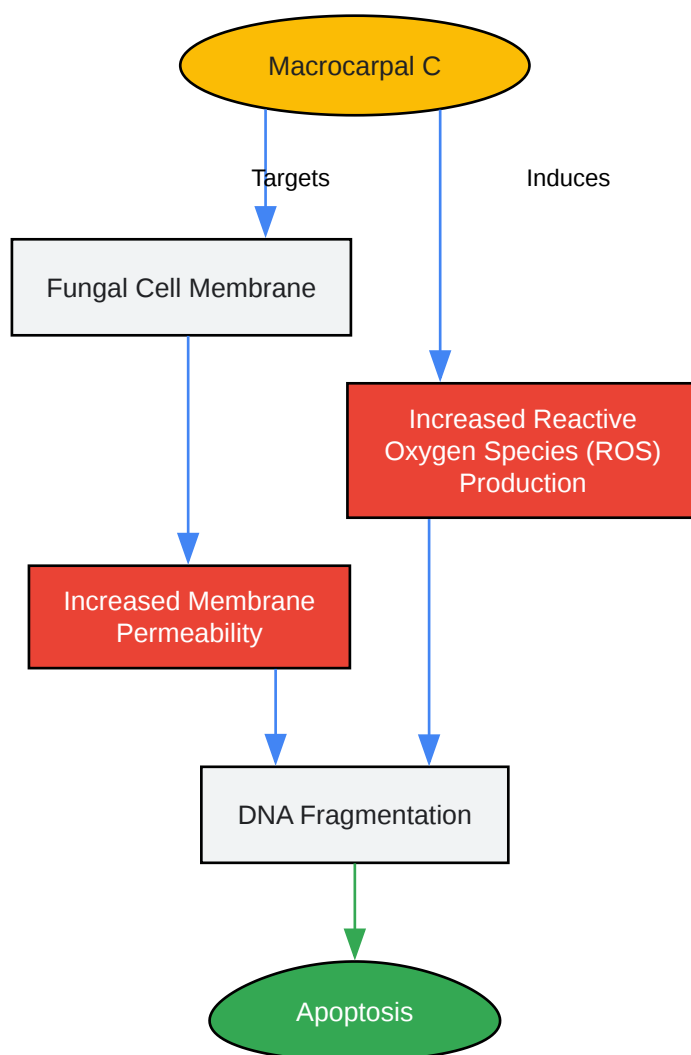 Macrocarpal C
Targets
Induces
Fungal Cell Membrane
Increased Reactive
Oxygen Species (ROS)
Production
Increased Membrane
Permeability
DNA Fragmentation
Apoptosis